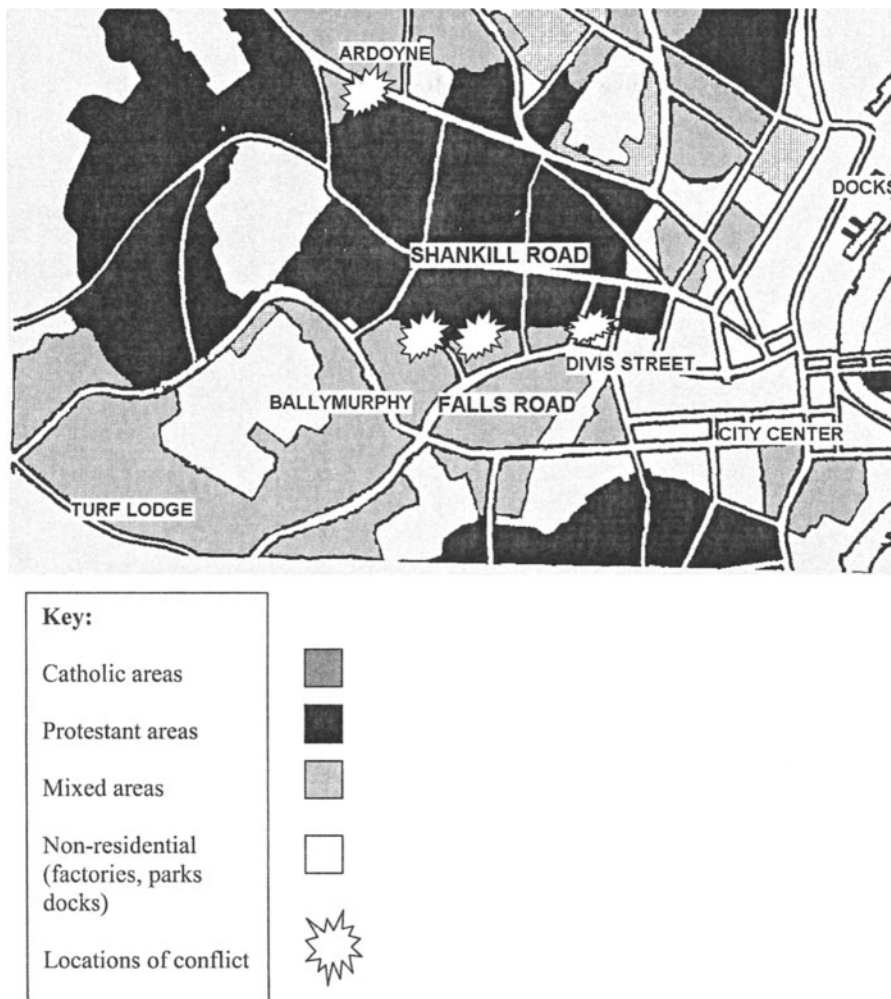 ARDOYNE
DOCKS
SHANKILL ROAD
DIVIS STREET
BALLYMURPHY
FALLS ROAD
CITY CENTER
TURF LODGE
Key:
Catholic areas
Protestant areas
Mixed areas
Non-residential
(factories, parks
docks)
Locations of conflict